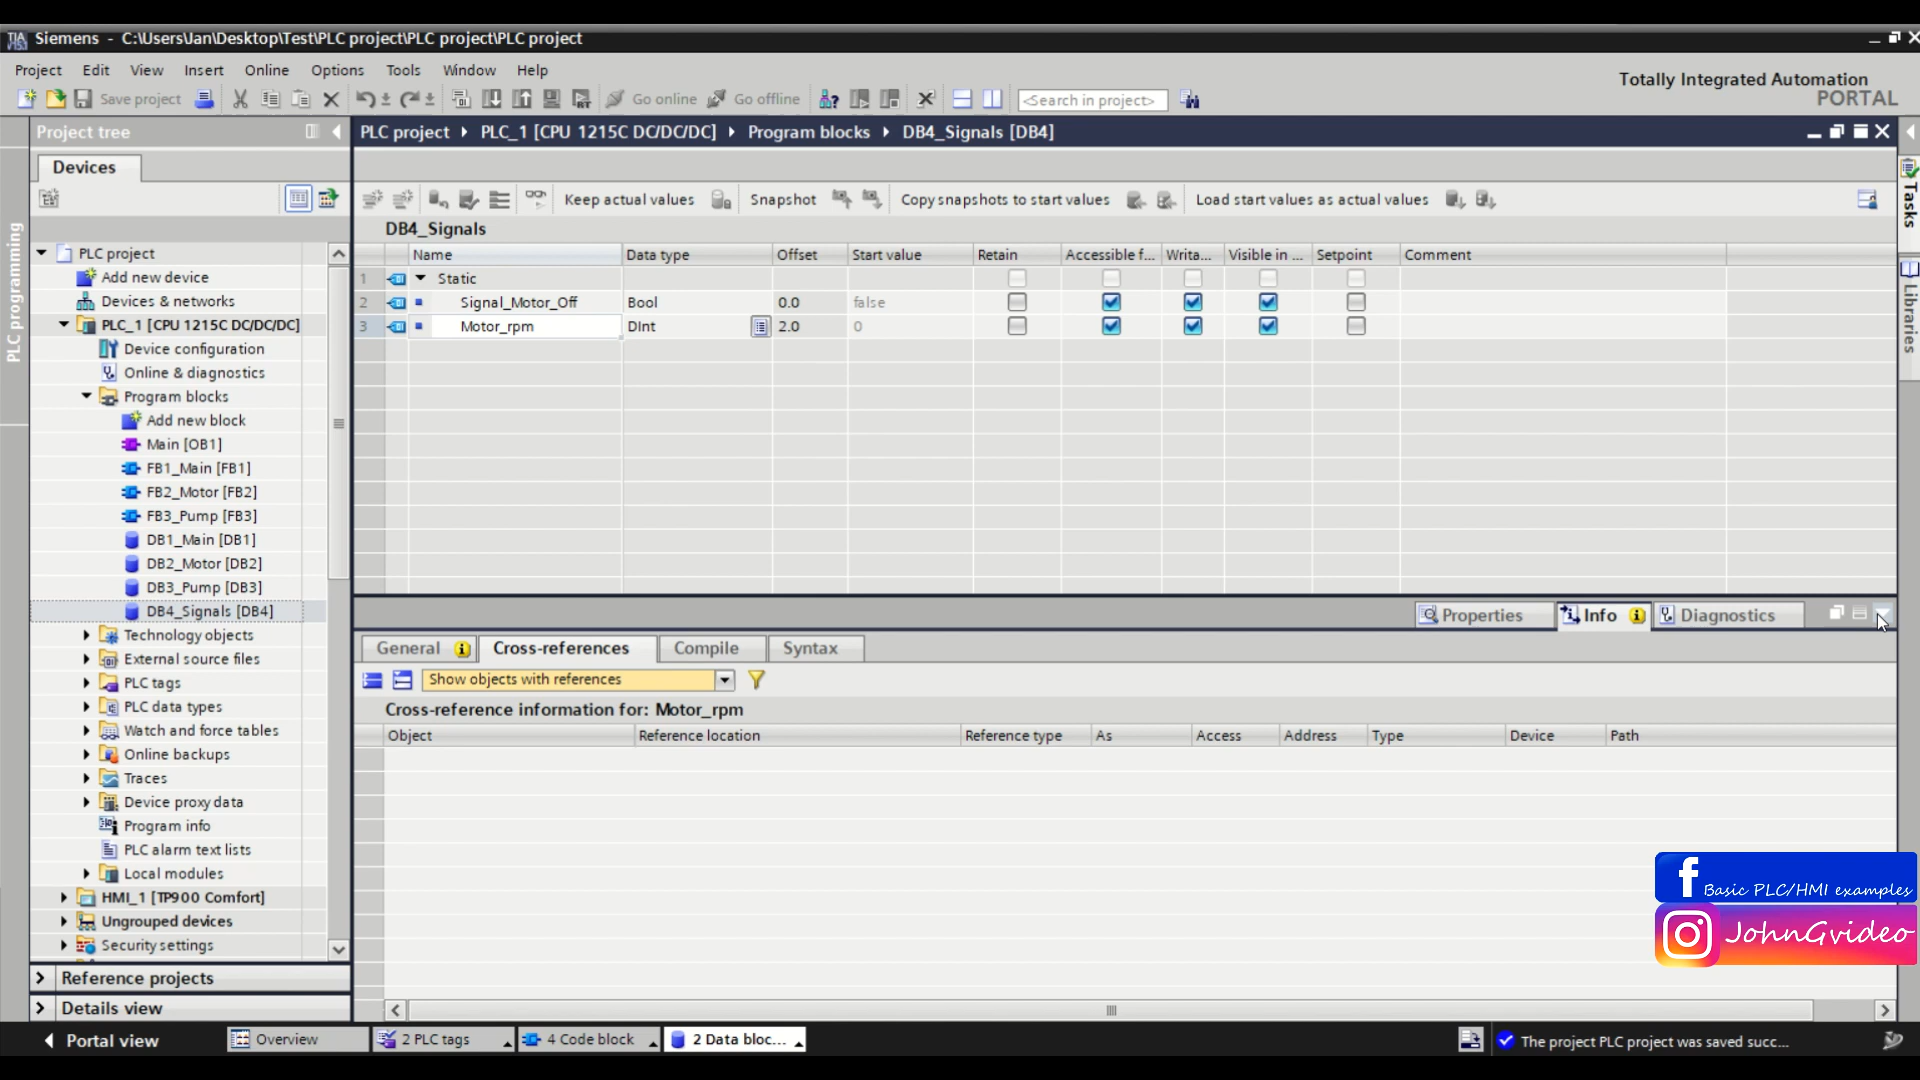 Siemens - C:\Users\Jan\Desktop\Test\PLC project\PLC project\PLC project
Project Edit View Insert Online Options Tools Window Help
Totally Integrated Automation
PORTAL
Save project Go online Go offline <Search in project>
Project tree
PLC project PLC_1 [CPU 1215C DC/DC/DC] Program blocks DB4_Signals [DB4]
Devices
Keep actual values Snapshot Copy snapshots to start values Load start values as actual values
DB4_Signals
Name Data type Offset Start value Retain Accessible f... Writa... Visible in ... Setpoint Comment
1 Static
2 Signal_Motor_Off Bool 0.0 false
3 Motor_rpm DInt 2.0 0
PLC programming
PLC project
Add new device
Devices & networks
PLC_1 [CPU 1215C DC/DC/DC]
Device configuration
Online & diagnostics
Program blocks
Add new block
Main [OB1]
FB1_Main [FB1]
FB2_Motor [FB2]
FB3_Pump [FB3]
DB1_Main [DB1]
DB2_Motor [DB2]
DB3_Pump [DB3]
DB4_Signals [DB4]
Technology objects
External source files
PLC tags
PLC data types
Watch and force tables
Online backups
Traces
Device proxy data
Program info
PLC alarm text lists
Local modules
HMI_1 [TP900 Comfort]
Ungrouped devices
Security settings
Reference projects
Details view
Tasks
Libraries
Properties Info Diagnostics
General Cross-references Compile Syntax
Show objects with references
Cross-reference information for: Motor_rpm
Object Reference location Reference type As Access Address Type Device Path
Basic PLC/HMI examples
JohnGvideo
Portal view Overview 2 PLC tags 4 Code block 2 Data bloc... The project PLC project was saved succ...